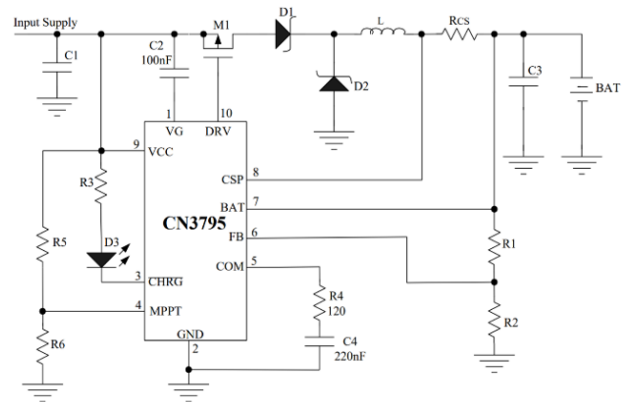 Input Supply
M1
D1
L
RCS
C1
C2
100nF
D2
C3
BAT
1
10
VG
DRV
9
VCC
R3
CSP
8
BAT
7
CN3795
FB
6
R5
D3
COM
5
R1
3
CHRG
4
MPPT
R4
120
R2
GND
2
R6
C4
220nF